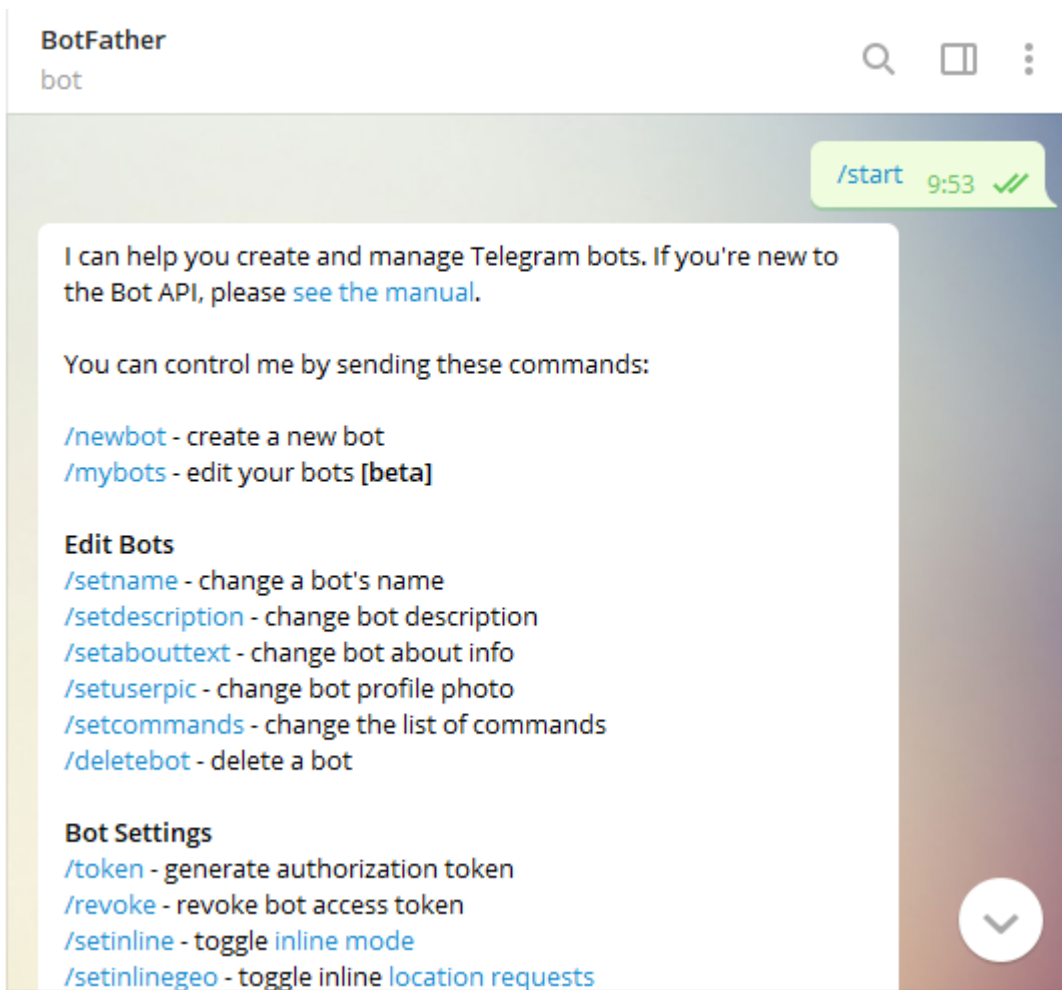 BotFather
bot
/start 9:53
I can help you create and manage Telegram bots. If you're new to
the Bot API, please see the manual.
You can control me by sending these commands:
/newbot - create a new bot
/mybots - edit your bots [beta]
Edit Bots
/setname - change a bot's name
/setdescription - change bot description
/setabouttext - change bot about info
/setuserpic - change bot profile photo
/setcommands - change the list of commands
/deletebot - delete a bot
Bot Settings
/token - generate authorization token
/revoke - revoke bot access token
/setinline - toggle inline mode
/setinlinegeo - toggle inline location requests